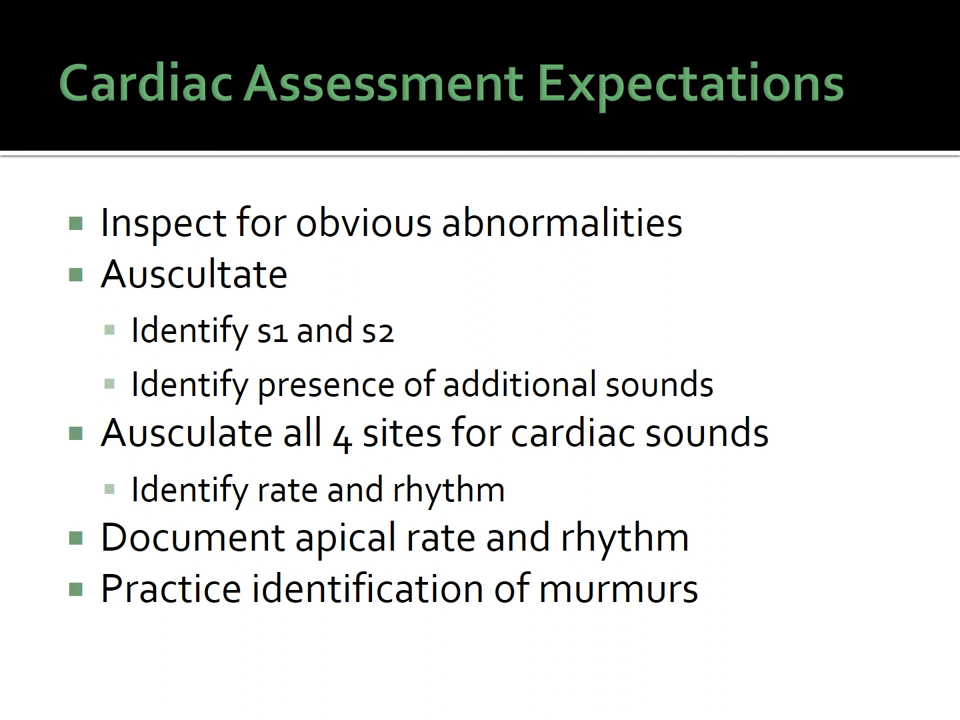 Cardiac Assessment Expectations
Inspect for obvious abnormalities
Auscultate
Identify s1 and s2
Identify presence of additional sounds
Ausculate all 4 sites for cardiac sounds
Identify rate and rhythm
Document apical rate and rhythm
Practice identification of murmurs